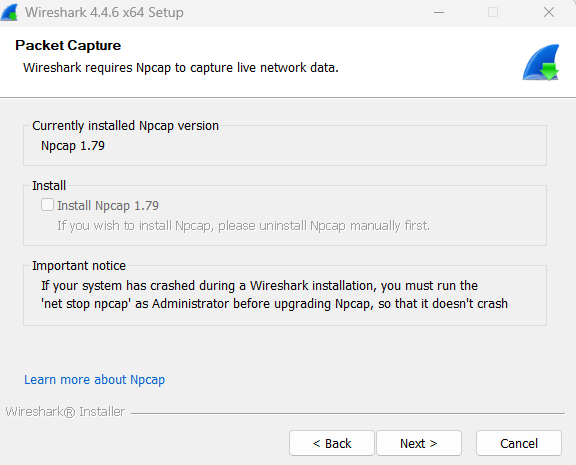 Wireshark 4.4.6 x64 Setup
Packet Capture
Wireshark requires Npcap to capture live network data.
Currently installed Npcap version
Npcap 1.79
Install
Install Npcap 1.79
If you wish to install Npcap, please uninstall Npcap manually first.
Important notice
If your system has crashed during a Wireshark installation, you must run the
'net stop npcap' as Administrator before upgrading Npcap, so that it doesn't crash
Learn more about Npcap
Wireshark® Installer
< Back
Next >
Cancel